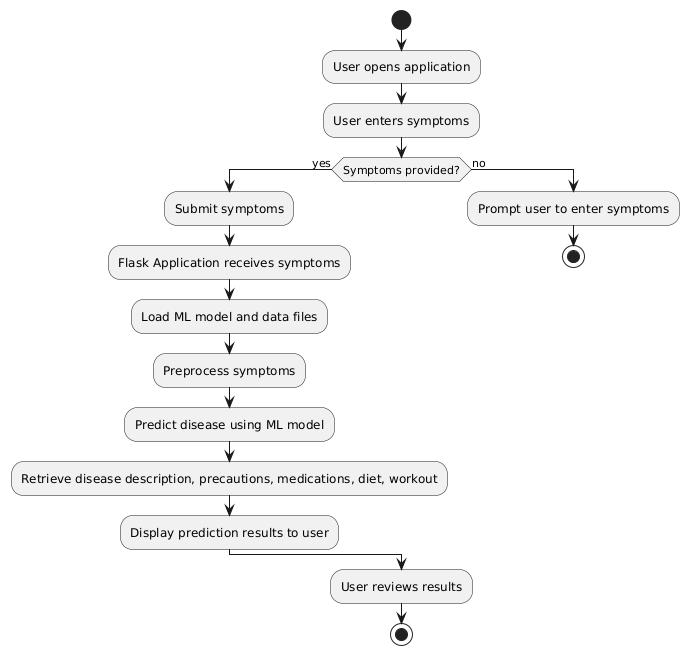 User opens application
User enters symptoms
yes
Symptoms provided?
no
Submit symptoms
Prompt user to enter symptoms
Flask Application receives symptoms
Load ML model and data files
Preprocess symptoms
Predict disease using ML model
Retrieve disease description, precautions, medications, diet, workout
Display prediction results to user
User reviews results